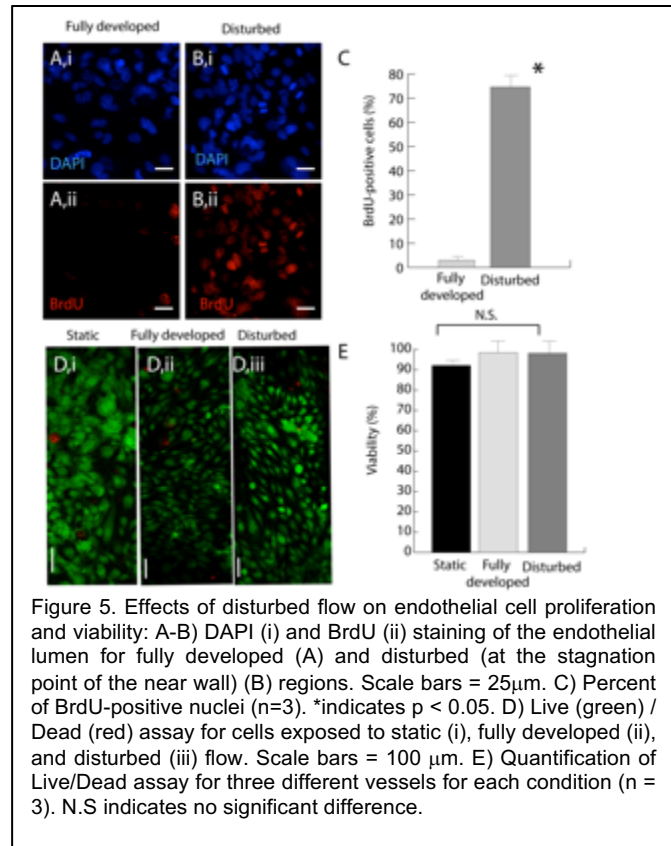 Fully developed Disturbed
A,i B,i C
DAPI DAPI
A,ii B,ii
BrdU BrdU
BrdU-positive cells (%)
80
70
60
50
40
30
20
10
0
*
Fully developed Disturbed
Static Fully developed Disturbed
D,i D,ii D,iii E
N.S.
Viability (%)
100
90
80
70
60
50
40
30
20
10
0
Static Fully developed Disturbed
Figure 5. Effects of disturbed flow on endothelial cell proliferation
and viability: A-B) DAPI (i) and BrdU (ii) staining of the endothelial
lumen for fully developed (A) and disturbed (at the stagnation
point of the near wall) (B) regions. Scale bars = 25μm. C) Percent
of BrdU-positive nuclei (n=3). *indicates p < 0.05. D) Live (green) /
Dead (red) assay for cells exposed to static (i), fully developed (ii),
and disturbed (iii) flow. Scale bars = 100 μm. E) Quantification of
Live/Dead assay for three different vessels for each condition (n =
3). N.S indicates no significant difference.